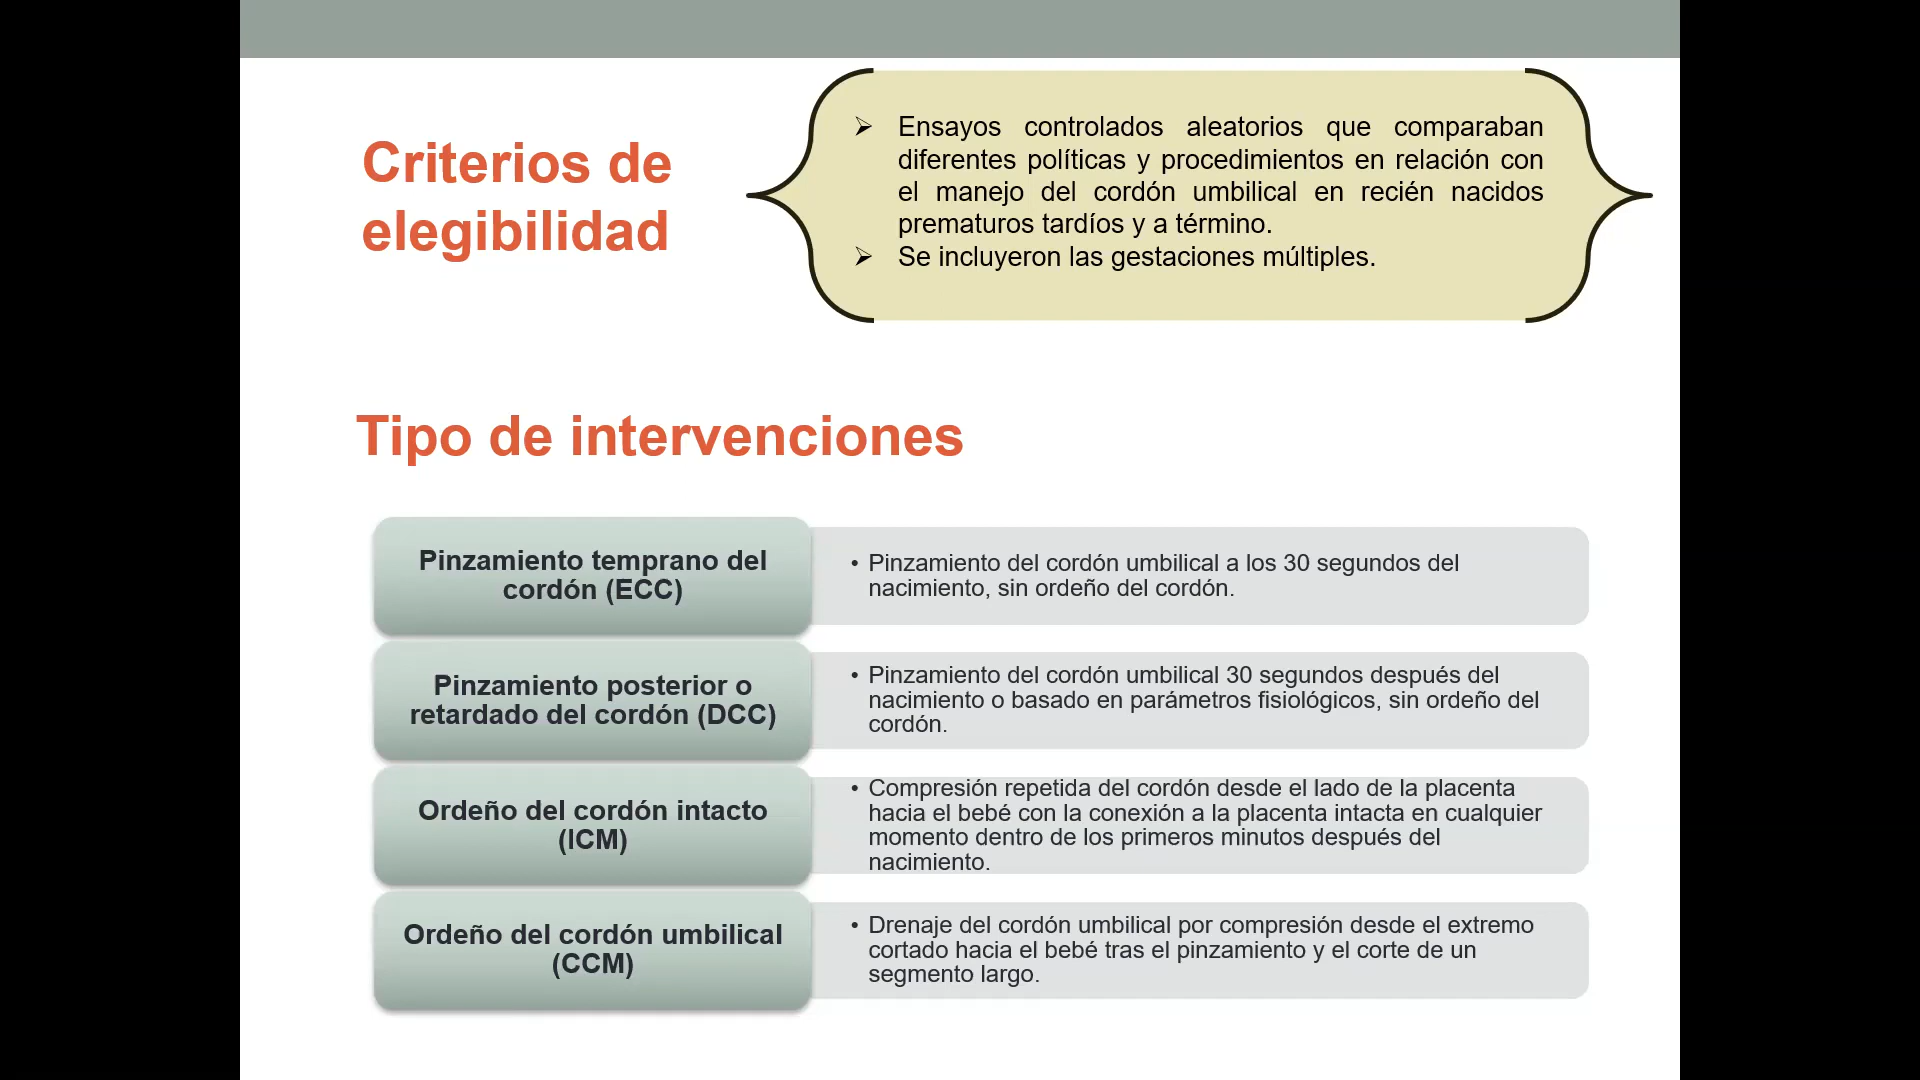 Criterios de
elegibilidad
➢ Ensayos controlados aleatorios que comparaban
diferentes políticas y procedimientos en relación con
el manejo del cordón umbilical en recién nacidos
prematuros tardíos y a término.
➢ Se incluyeron las gestaciones múltiples.
Tipo de intervenciones
Pinzamiento temprano del
cordón (ECC)
• Pinzamiento del cordón umbilical a los 30 segundos del
nacimiento, sin ordeño del cordón.
Pinzamiento posterior o
retardado del cordón (DCC)
• Pinzamiento del cordón umbilical 30 segundos después del
nacimiento o basado en parámetros fisiológicos, sin ordeño del
cordón.
Ordeño del cordón intacto
(ICM)
• Compresión repetida del cordón desde el lado de la placenta
hacia el bebé con la conexión a la placenta intacta en cualquier
momento dentro de los primeros minutos después del
nacimiento.
Ordeño del cordón umbilical
(CCM)
• Drenaje del cordón umbilical por compresión desde el extremo
cortado hacia el bebé tras el pinzamiento y el corte de un
segmento largo.